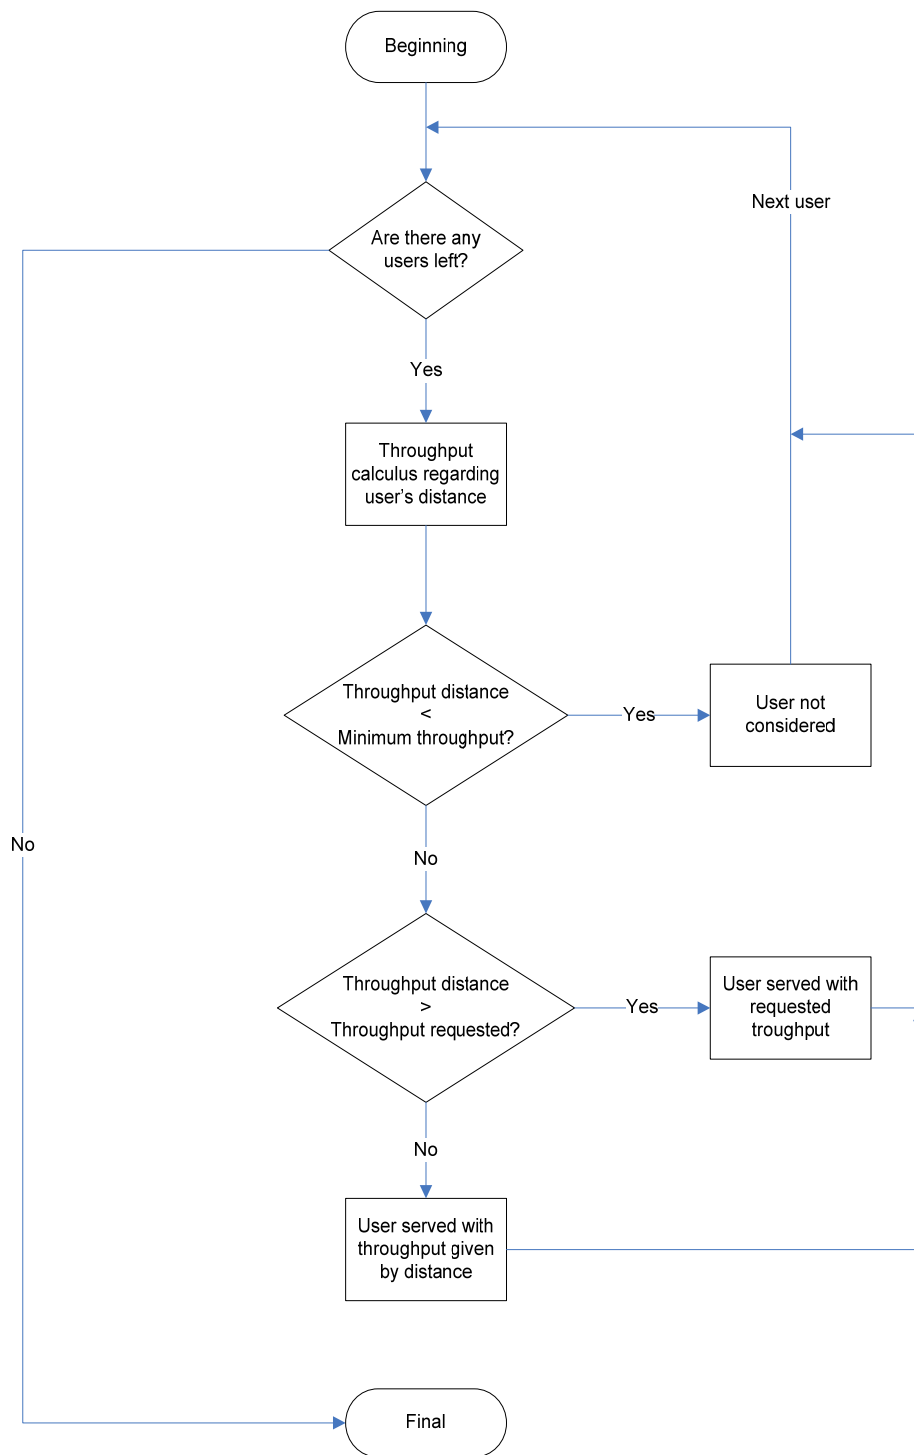 Beginning
Next user
Are there any
users left?
Yes
Throughput
calculus regarding
user's distance
Throughput distance
<
Minimum throughput?
Yes
User not
considered
No
No
Throughput distance
>
Throughput requested?
Yes
User served with
requested
troughput
No
User served with
throughput given
by distance
Final